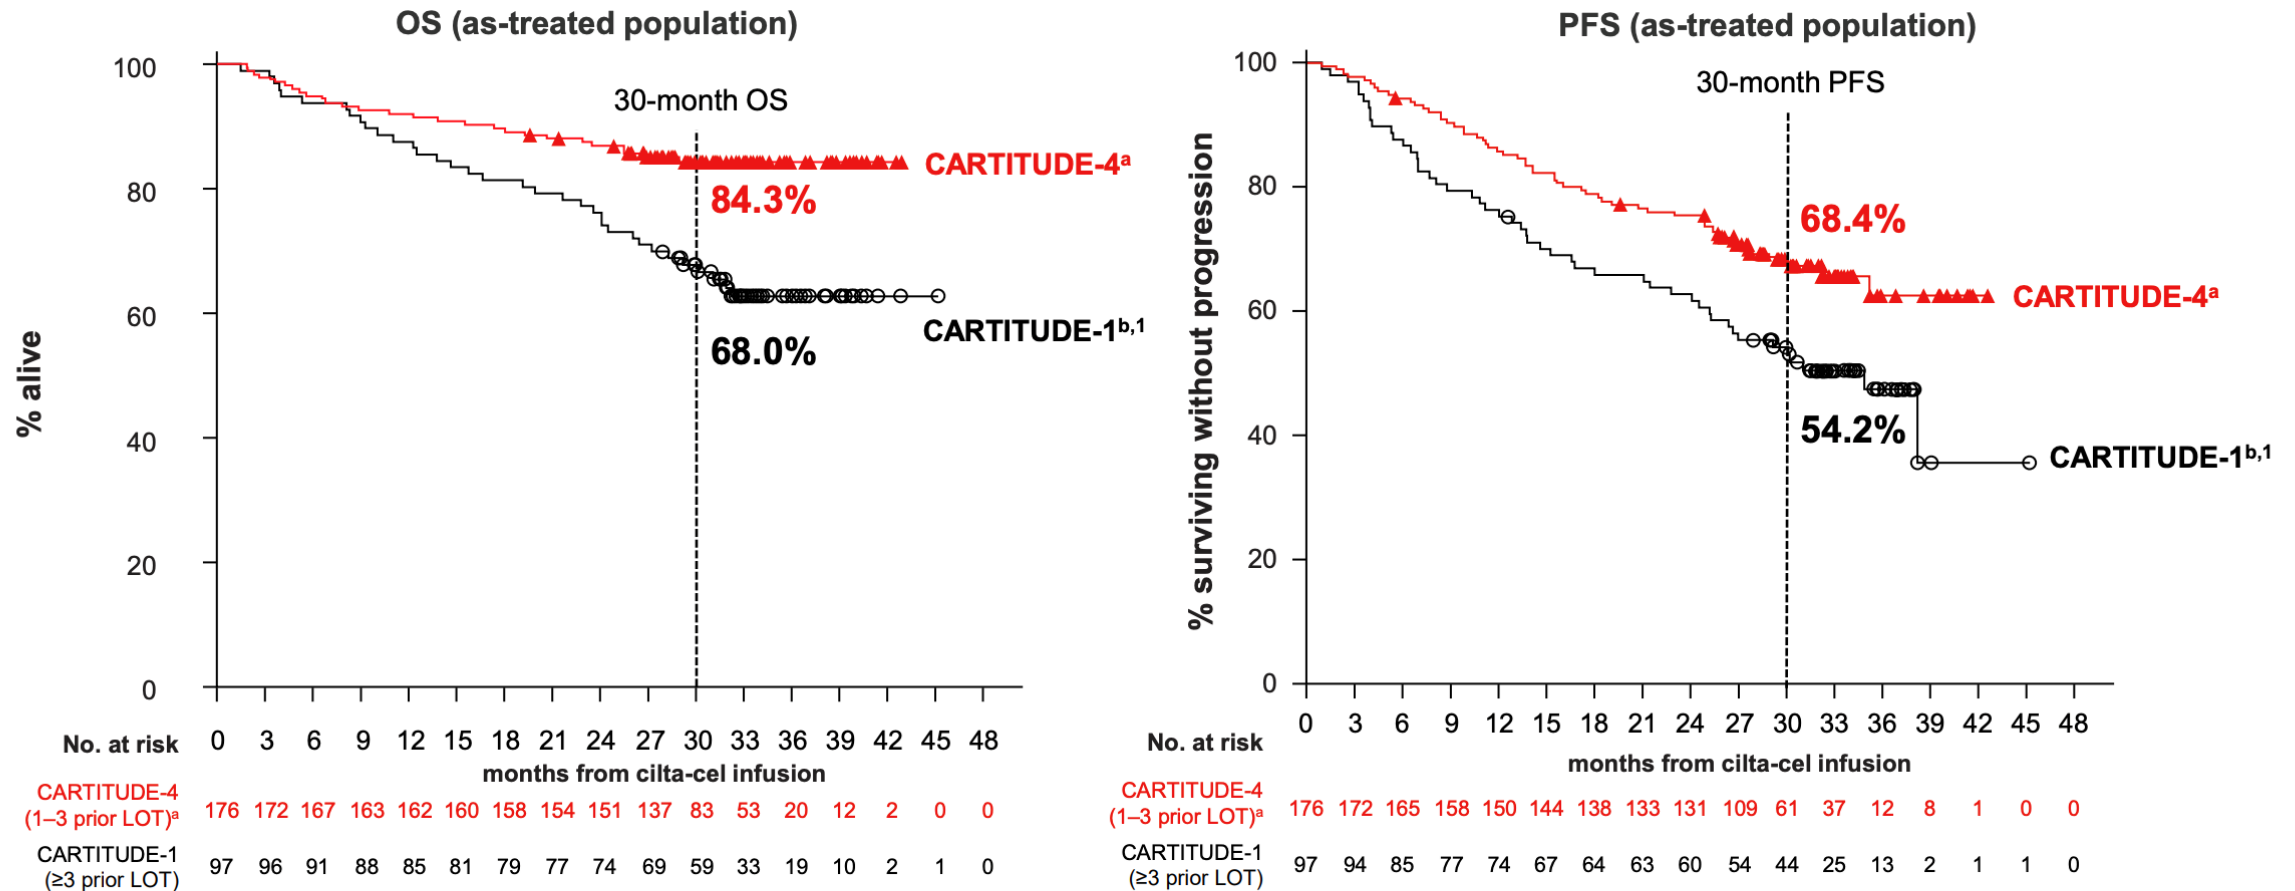 OS (as-treated population)
100
80
60
40
20
0
% alive
30-month OS
CARTITUDE-4ᵃ
84.3%
CARTITUDE-1ᵇ,¹
68.0%
No. at risk 0 3 6 9 12 15 18 21 24 27 30 33 36 39 42 45 48
months from cilta-cel infusion
CARTITUDE-4
(1–3 prior LOT)ᵃ 176 172 167 163 162 160 158 154 151 137 83 53 20 12 2 0 0
CARTITUDE-1
(≥3 prior LOT) 97 96 91 88 85 81 79 77 74 69 59 33 19 10 2 1 0
PFS (as-treated population)
100
80
60
40
20
0
% surviving without progression
30-month PFS
68.4%
CARTITUDE-4ᵃ
54.2%
CARTITUDE-1ᵇ,¹
0 3 6 9 12 15 18 21 24 27 30 33 36 39 42 45 48
No. at risk
months from cilta-cel infusion
CARTITUDE-4
(1–3 prior LOT)ᵃ 176 172 165 158 150 144 138 133 131 109 61 37 12 8 1 0 0
CARTITUDE-1
(≥3 prior LOT) 97 94 85 77 74 67 64 63 60 54 44 25 13 2 1 1 0